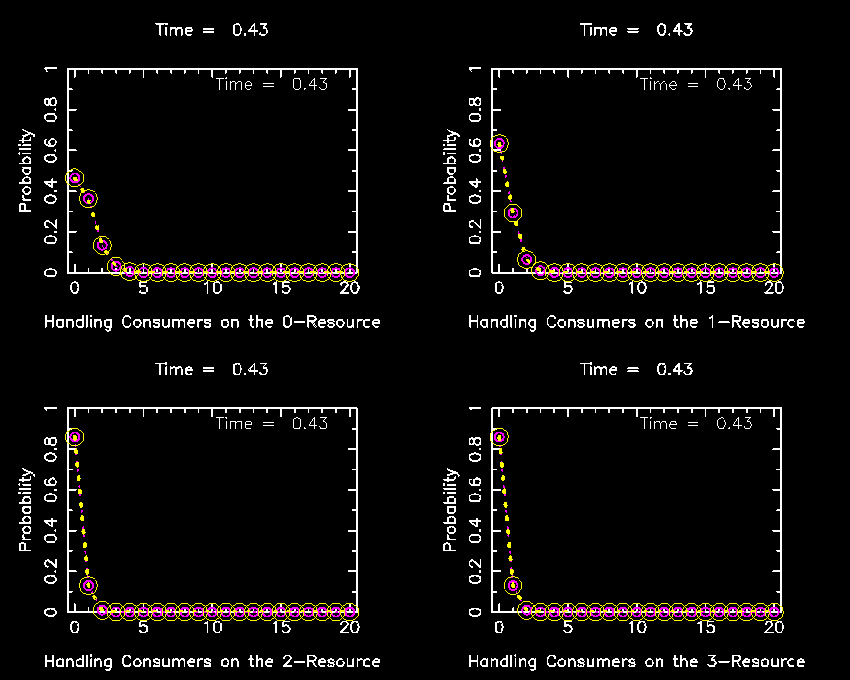 Time = 0.43
Time = 0.43
Probability
0 0.2 0.4 0.6 0.8 1
0 5 10 15 20
Handling Consumers on the 0-Resource
Time = 0.43
Time = 0.43
Probability
0 0.2 0.4 0.6 0.8 1
0 5 10 15 20
Handling Consumers on the 1-Resource
Time = 0.43
Time = 0.43
Probability
0 0.2 0.4 0.6 0.8 1
0 5 10 15 20
Handling Consumers on the 2-Resource
Time = 0.43
Time = 0.43
Probability
0 0.2 0.4 0.6 0.8 1
0 5 10 15 20
Handling Consumers on the 3-Resource